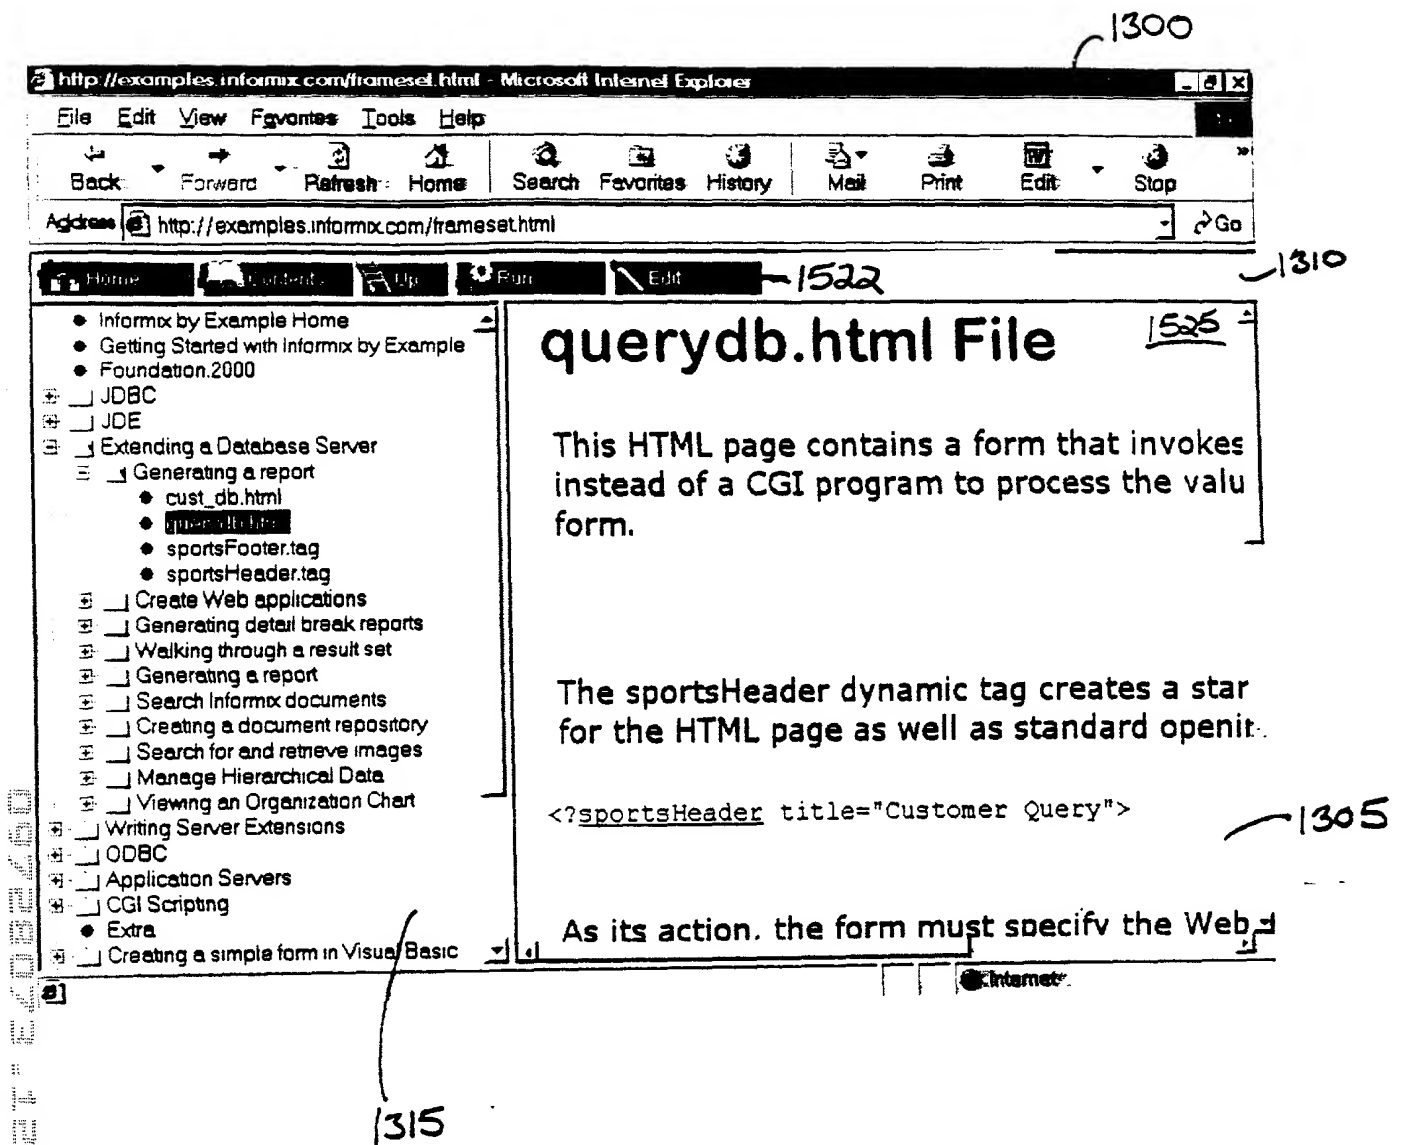 1300
http://examples.informix.com/frameset.html - Microsoft Internet Explorer
File Edit View Favorites Tools Help
Back Forward Refresh Home Search Favorites History Mail Print Edit Stop
Address http://examples.informix.com/frameset.html Go
1310
Home Contents Up Run Edit 1522
Informix by Example Home
Getting Started with Informix by Example
Foundation.2000
JDBC
JDE
Extending a Database Server
Generating a report
cust_db.html
querydb.html
sportsFooter.tag
sportsHeader.tag
Create Web applications
Generating detail break reports
Walking through a result set
Generating a report
Search Informix documents
Creating a document repository
Search for and retrieve images
Manage Hierarchical Data
Viewing an Organization Chart
Writing Server Extensions
ODBC
Application Servers
CGI Scripting
Extra
Creating a simple form in Visual Basic
querydb.html File
1525
This HTML page contains a form that invokes
instead of a CGI program to process the valu
form.
The sportsHeader dynamic tag creates a star
for the HTML page as well as standard openin
<?sportsHeader title="Customer Query">
1305
As its action, the form must specify the Web
Internet
1315